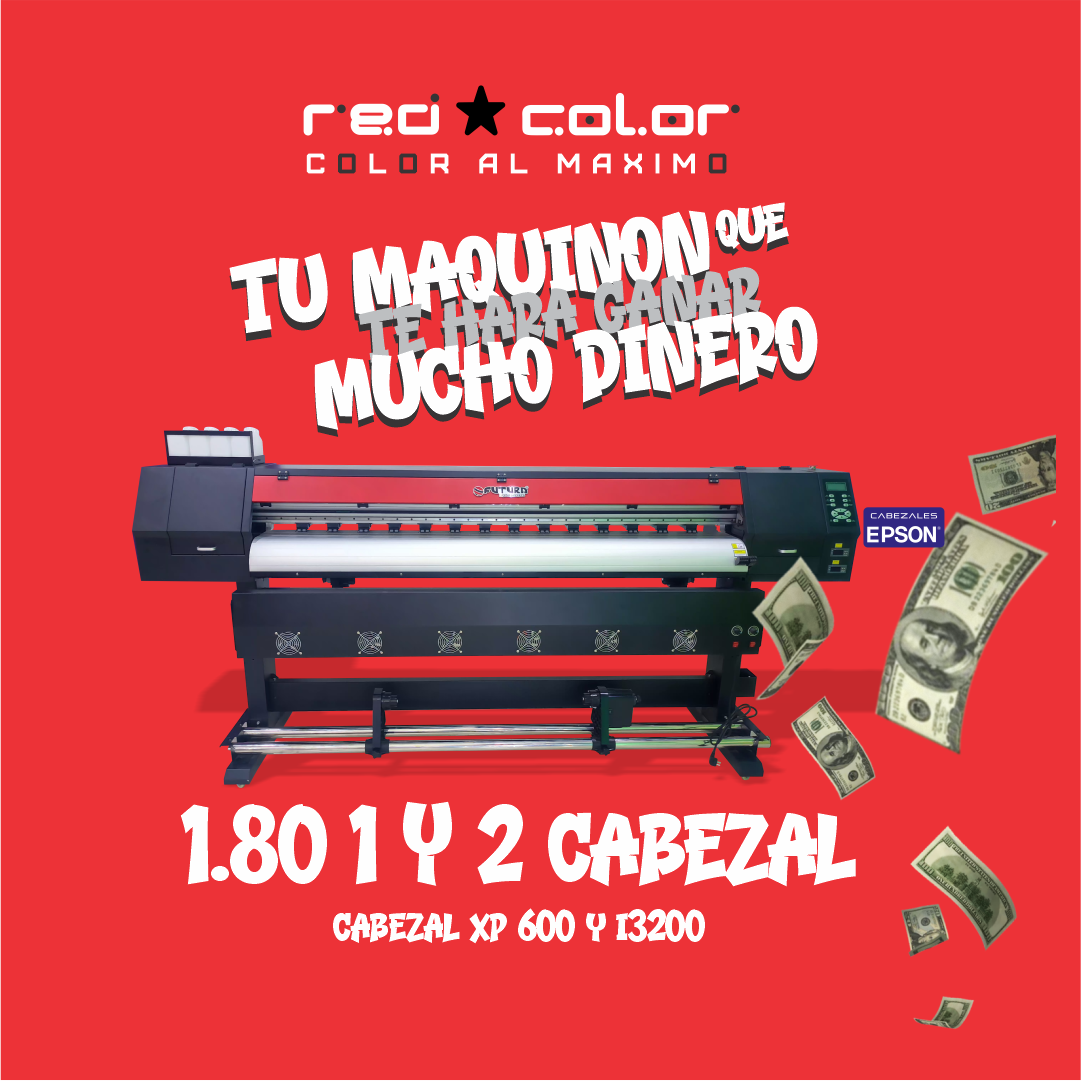 red★color
COLOR AL MAXIMO
TU MAQUINON QUE
TE HARA GANAR
MUCHO DINERO
FUTURA
CABEZALES
EPSON
1.80 1 Y 2 CABEZAL
CABEZAL XP 600 Y I3200